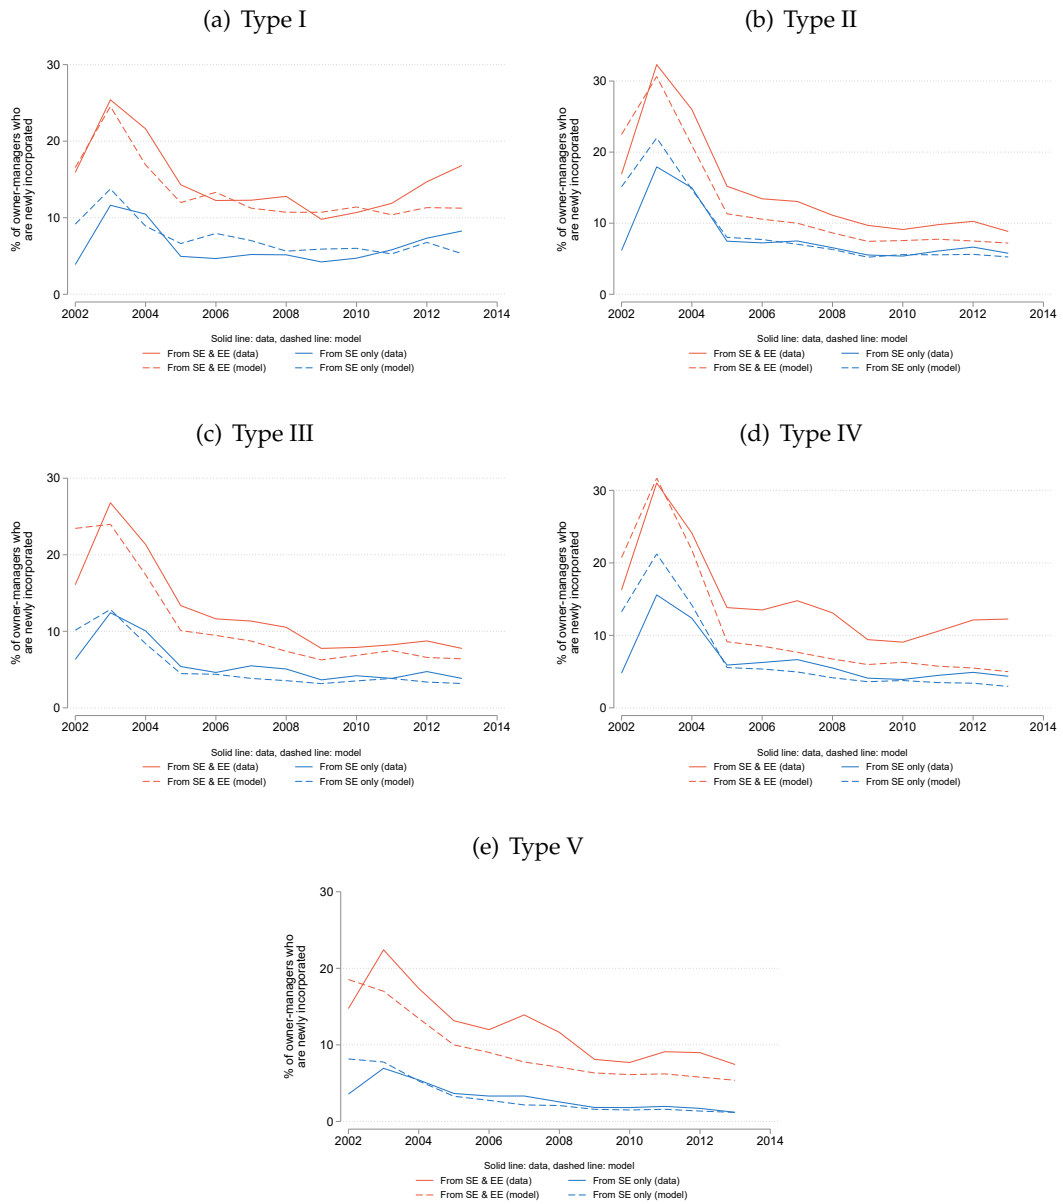 (a) Type I
% of owner-managers who
are newly incorporated
30
20
10
0
2002 2004 2006 2008 2010 2012 2014
Solid line: data, dashed line: model
From SE & EE (data) From SE only (data)
From SE & EE (model) From SE only (model)
(b) Type II
% of owner-managers who
are newly incorporated
30
20
10
0
2002 2004 2006 2008 2010 2012 2014
Solid line: data, dashed line: model
From SE & EE (data) From SE only (data)
From SE & EE (model) From SE only (model)
(c) Type III
% of owner-managers who
are newly incorporated
30
20
10
0
2002 2004 2006 2008 2010 2012 2014
Solid line: data, dashed line: model
From SE & EE (data) From SE only (data)
From SE & EE (model) From SE only (model)
(d) Type IV
% of owner-managers who
are newly incorporated
30
20
10
0
2002 2004 2006 2008 2010 2012 2014
Solid line: data, dashed line: model
From SE & EE (data) From SE only (data)
From SE & EE (model) From SE only (model)
(e) Type V
% of owner-managers who
are newly incorporated
30
20
10
0
2002 2004 2006 2008 2010 2012 2014
Solid line: data, dashed line: model
From SE & EE (data) From SE only (data)
From SE & EE (model) From SE only (model)